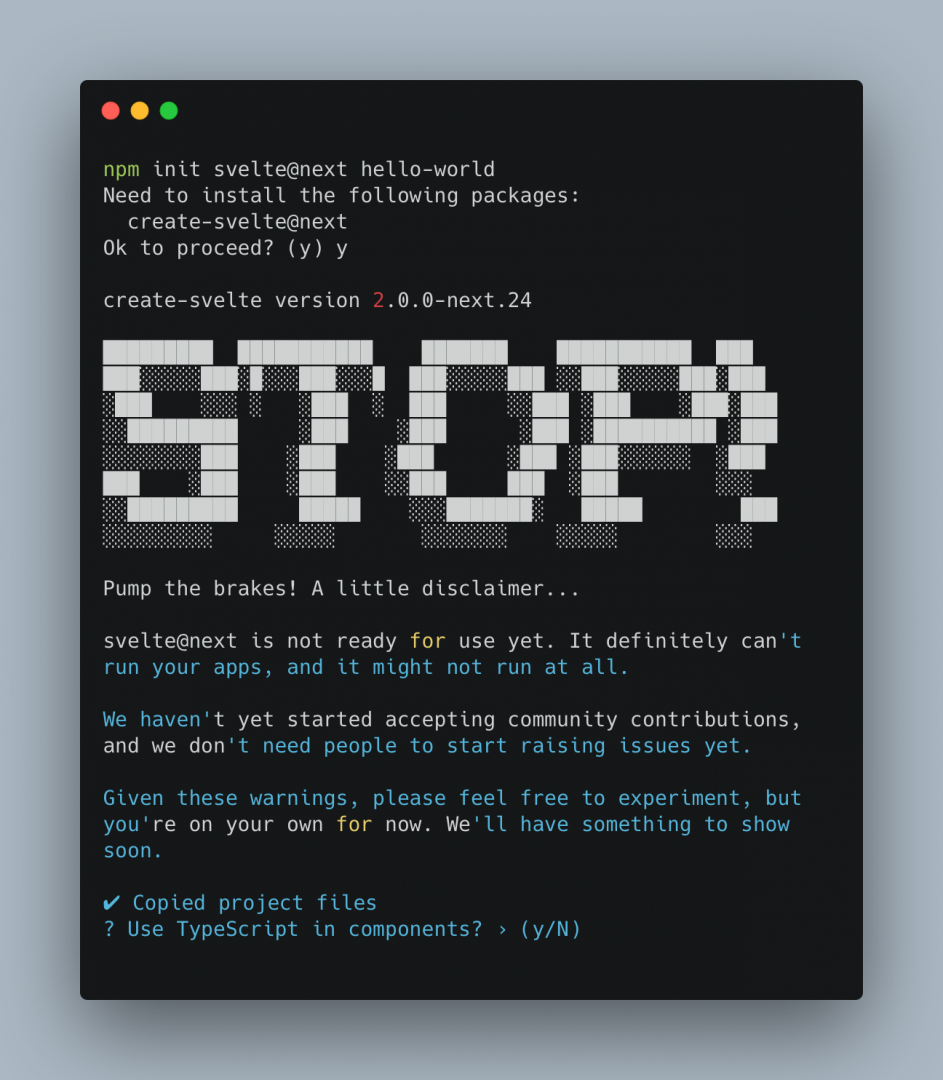 npm init svelte@next hello-world
Need to install the following packages:
create-svelte@next
Ok to proceed? (y) y
create-svelte version 2.0.0-next.24
STOP!
Pump the brakes! A little disclaimer...
svelte@next is not ready for use yet. It definitely can't
run your apps, and it might not run at all.
We haven't yet started accepting community contributions,
and we don't need people to start raising issues yet.
Given these warnings, please feel free to experiment, but
you're on your own for now. We'll have something to show
soon.
✔ Copied project files
? Use TypeScript in components? › (y/N)